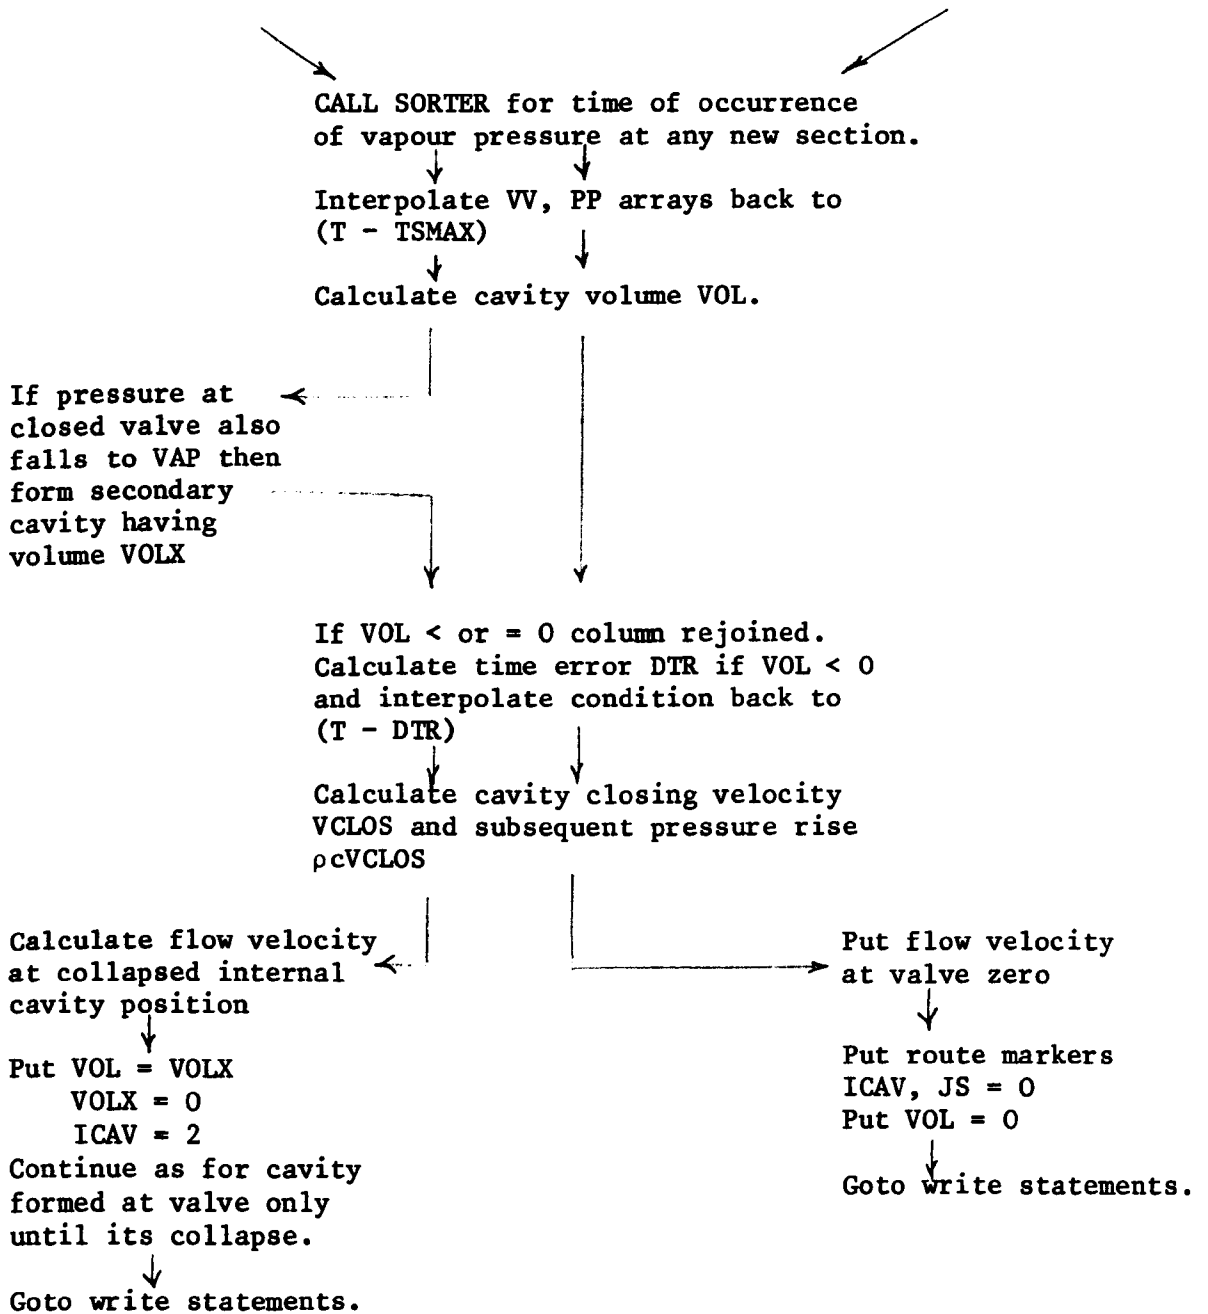 CALL SORTER for time of occurrence
of vapour pressure at any new section.
Interpolate VV, PP arrays back to
(T - TSMAX)
Calculate cavity volume VOL.
If pressure at
closed valve also
falls to VAP then
form secondary
cavity having
volume VOLX
If VOL < or = 0 column rejoined.
Calculate time error DTR if VOL < 0
and interpolate condition back to
(T - DTR)
Calculate cavity closing velocity
VCLOS and subsequent pressure rise
ρcVCLOS
Calculate flow velocity
at collapsed internal
cavity position
Put VOL = VOLX
VOLX = 0
ICAV = 2
Continue as for cavity
formed at valve only
until its collapse.
Goto write statements.
Put flow velocity
at valve zero
Put route markers
ICAV, JS = 0
Put VOL = 0
Goto write statements.